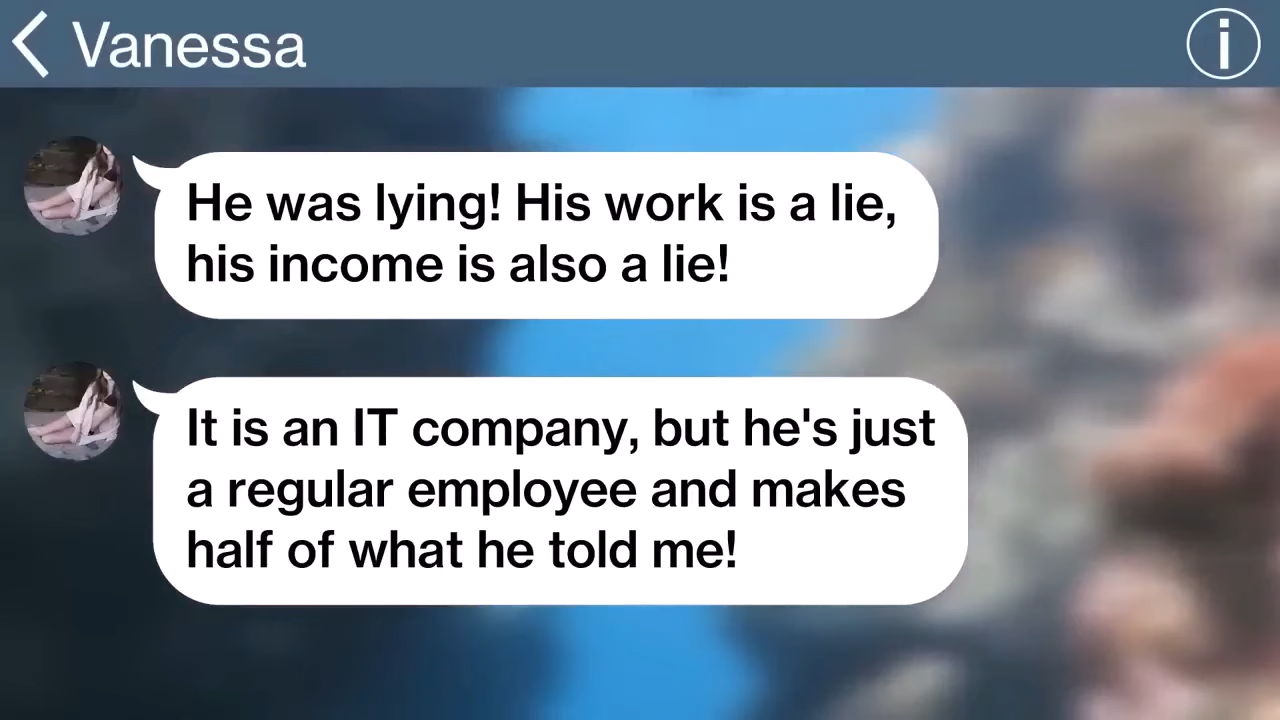 Vanessa
He was lying! His work is a lie,
his income is also a lie!
It is an IT company, but he's just
a regular employee and makes
half of what he told me!